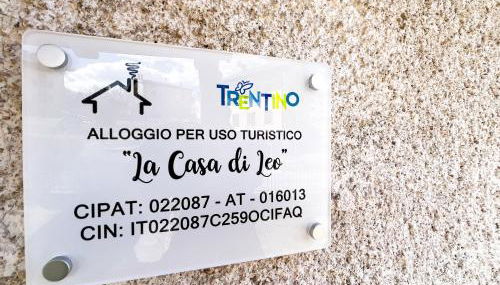 TRENTINO
ALLOGGIO PER USO TURISTICO
"La Casa di Leo"
CIPAT: 022087 - AT - 016013
CIN: IT022087C259OCIFAQ